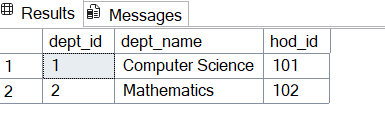 Results Messages
dept_id dept_name hod_id
1 1 Computer Science 101
2 2 Mathematics 102